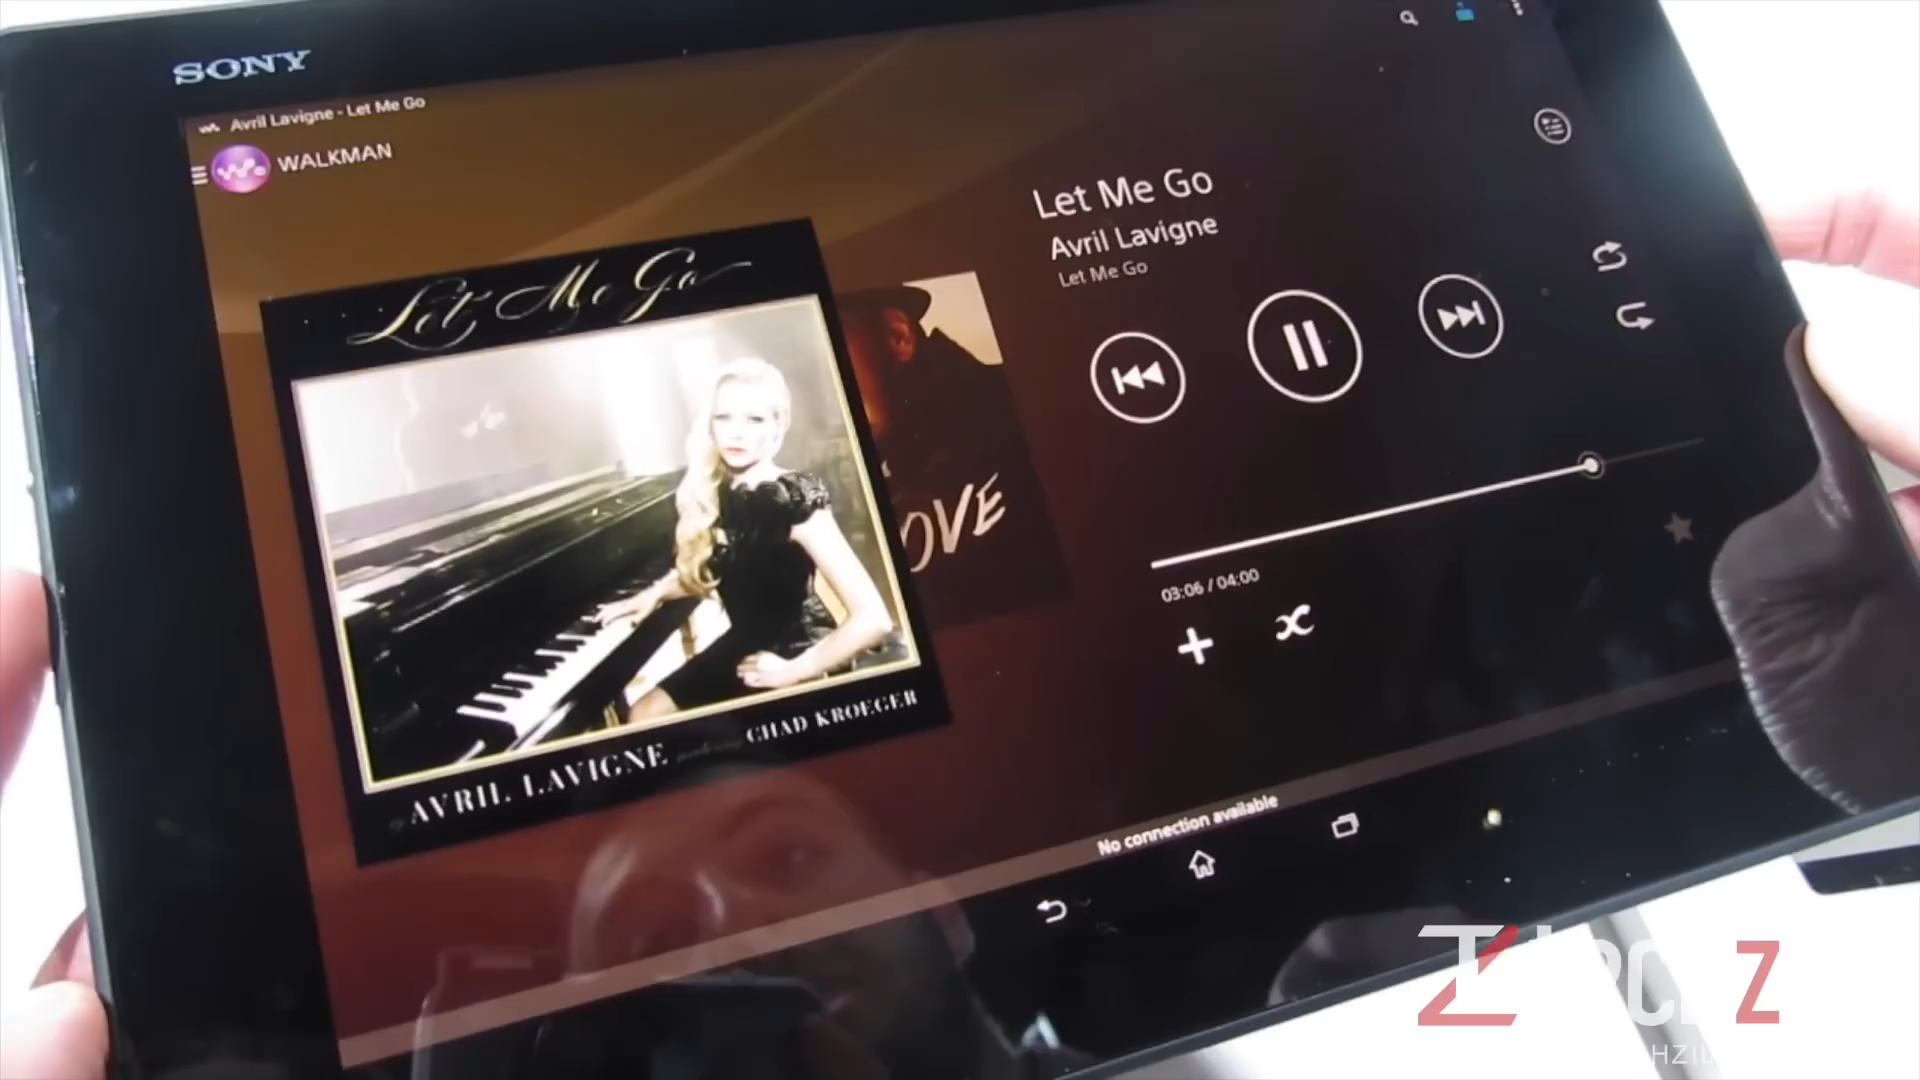 SONY
Avril Lavigne - Let Me Go
WALKMAN
Let Me Go
Avril Lavigne
Let Me Go
Let Me Go
OVE
AVRIL LAVIGNE
CHAD KROEGER
03:06 / 04:00
No connection available